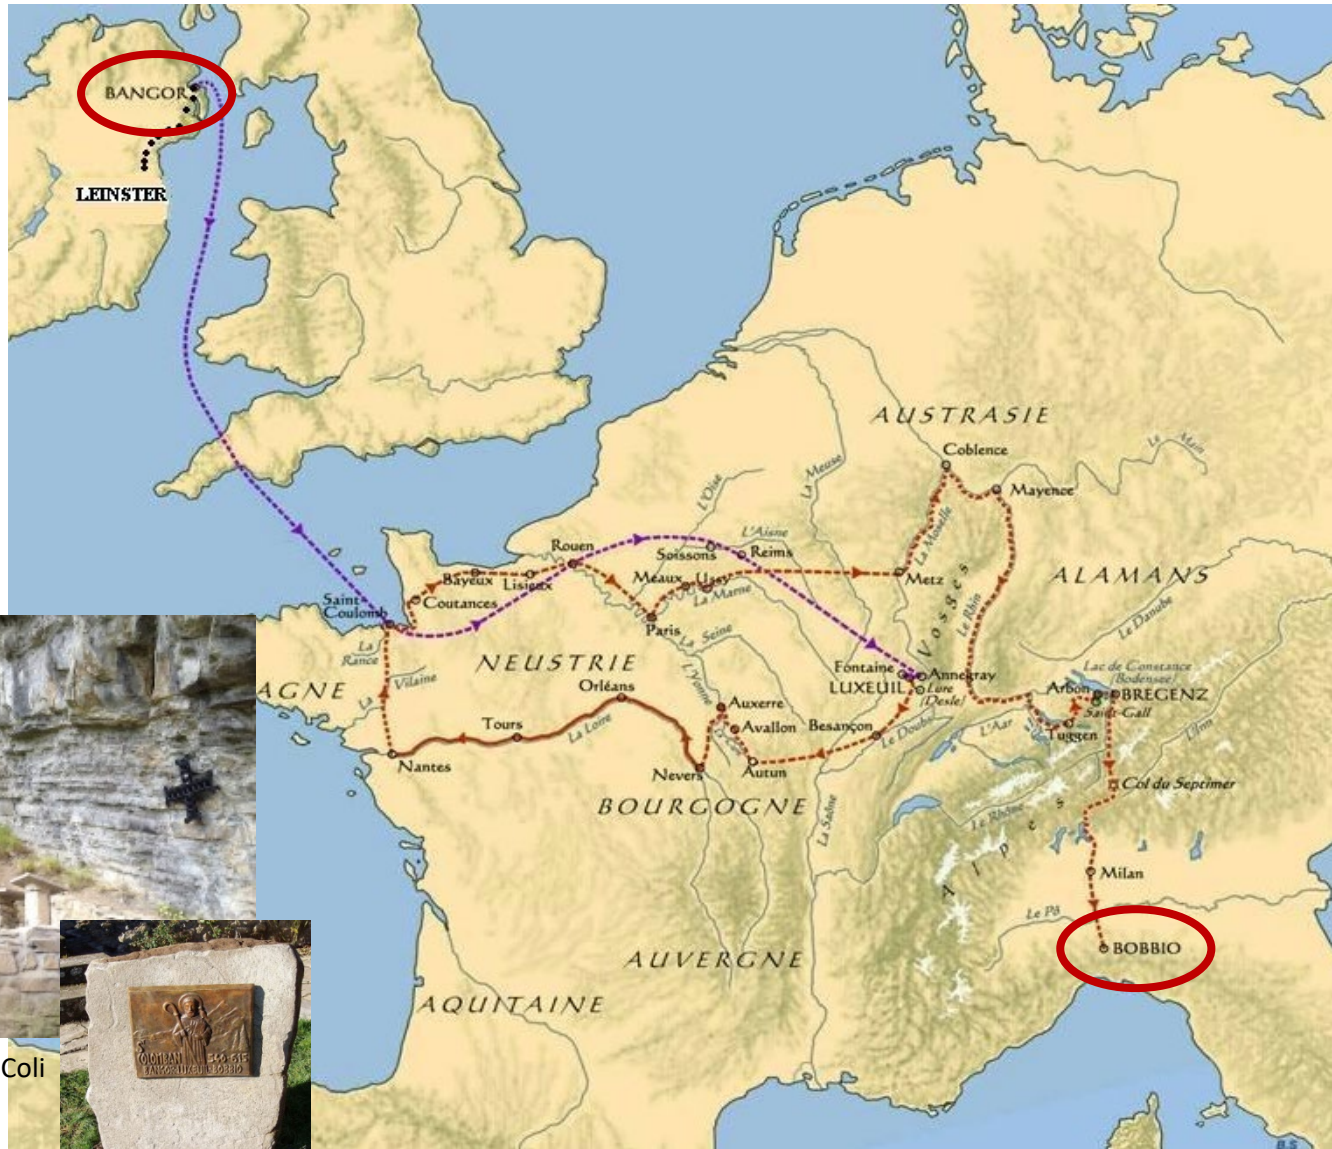 BANGOR
LEINSTER
AUSTRASIE
Coblence
Le Main
Mayence
La Meuse
L'Oise
La Moselle
L'Aisne
Rouen
Soissons
Reims
Bayeux
Lisieux
Meaux
Ussy
La Marne
Metz
Vosges
Le Rhin
ALAMANS
Coutances
Saint-
Coulomb
Paris
La Seine
Le Danube
La
Rance
NEUSTRIE
Fontaine
Annegray
LUXEUIL
Lure
(Desle)
Lac de Constance
(Bodensee)
Arbon
BREGENZ
Saint-Gall
AGNE
La Vilaine
Orléans
L'Yonne
Auxerre
Avallon
Besançon
Le Doubs
L'Aar
Tuggen
L'Inn
Tours
La Loire
Nantes
Nevers
Autun
Col du Septimer
BOURGOGNE
La Saône
Le Rhône
Alpes
Milan
Le Pô
BOBBIO
AUVERGNE
AQUITAINE
COLOMBAN 540-615
BANGOR LUXEUIL BOBBIO
Coli
B.S